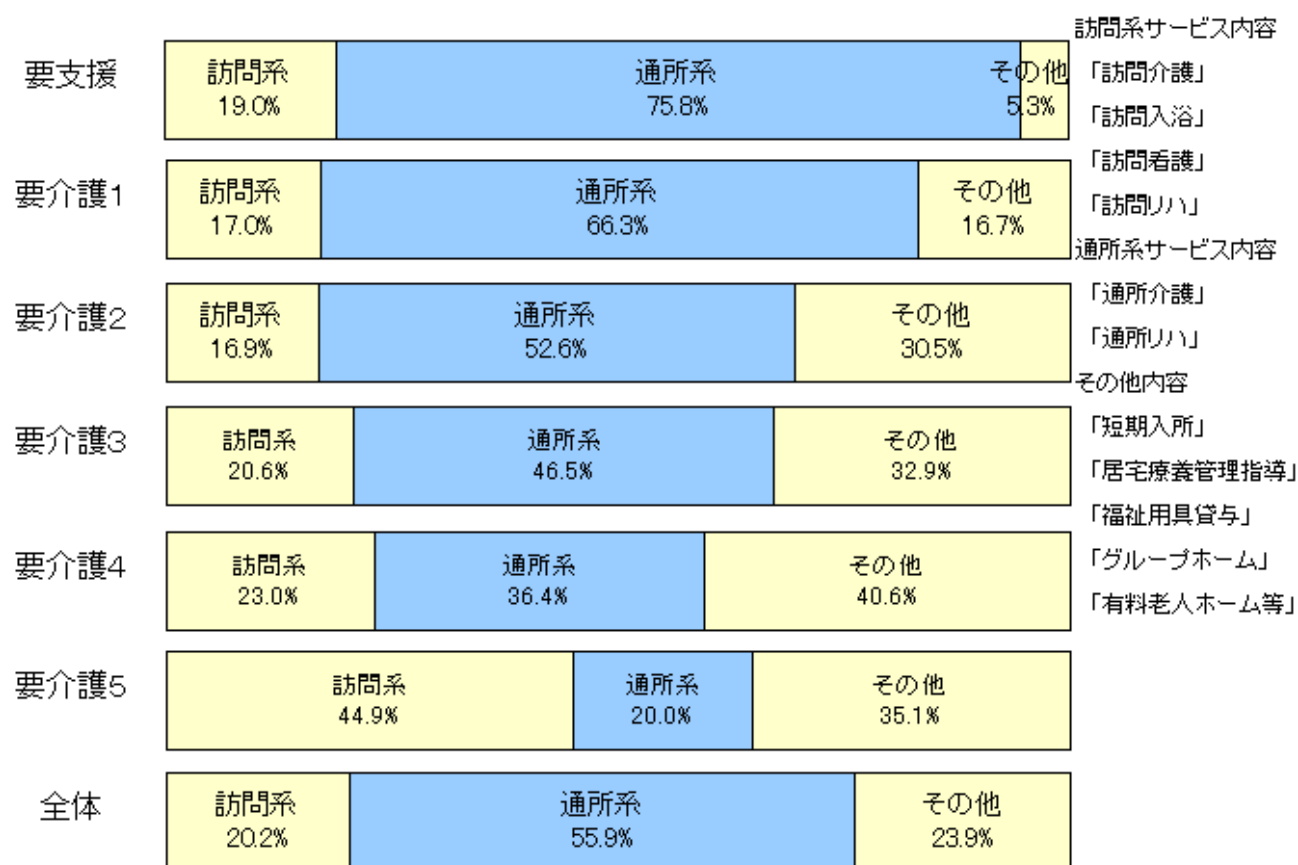 要支援
訪問系
19.0%
通所系
75.8%
その他
5.3%
要介護1
訪問系
17.0%
通所系
66.3%
その他
16.7%
要介護2
訪問系
16.9%
通所系
52.6%
その他
30.5%
要介護3
訪問系
20.6%
通所系
46.5%
その他
32.9%
要介護4
訪問系
23.0%
通所系
36.4%
その他
40.6%
要介護5
訪問系
44.9%
通所系
20.0%
その他
35.1%
全体
訪問系
20.2%
通所系
55.9%
その他
23.9%
訪問系サービス内容
「訪問介護」
「訪問入浴」
「訪問看護」
「訪問リハ」
通所系サービス内容
「通所介護」
「通所リハ」
その他内容
「短期入所」
「居宅療養管理指導」
「福祉用具貸与」
「グループホーム」
「有料老人ホーム等」